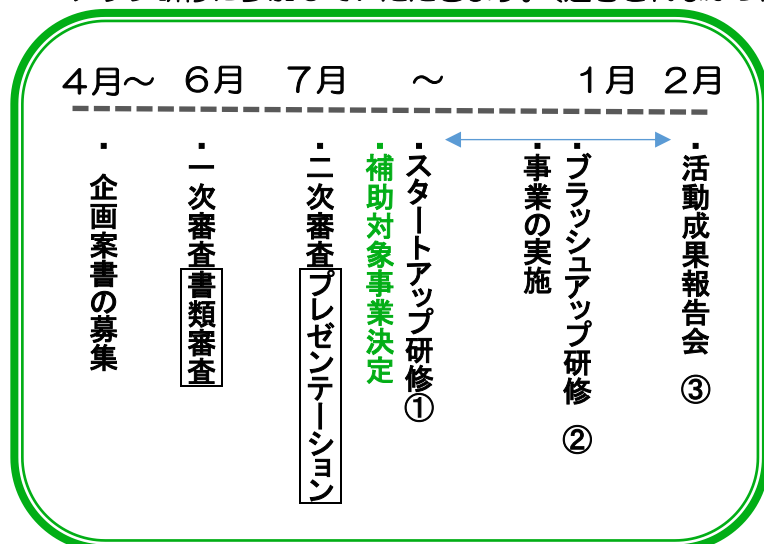 4月～ 6月 7月 ～ 1月 2月
・企画案書の募集
・一次審査書類審査
・二次審査プレゼンテーション
・補助対象事業決定
・スタートアップ研修①
・事業の実施
・ブラッシュアップ研修 ②
・活動成果報告会 ③